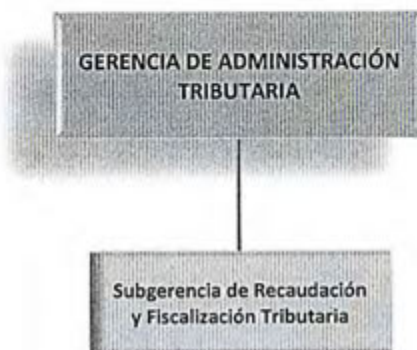 GERENCIA DE ADMINISTRACIÓN
TRIBUTARIA
Subgerencia de Recaudación
y Fiscalización Tributaria